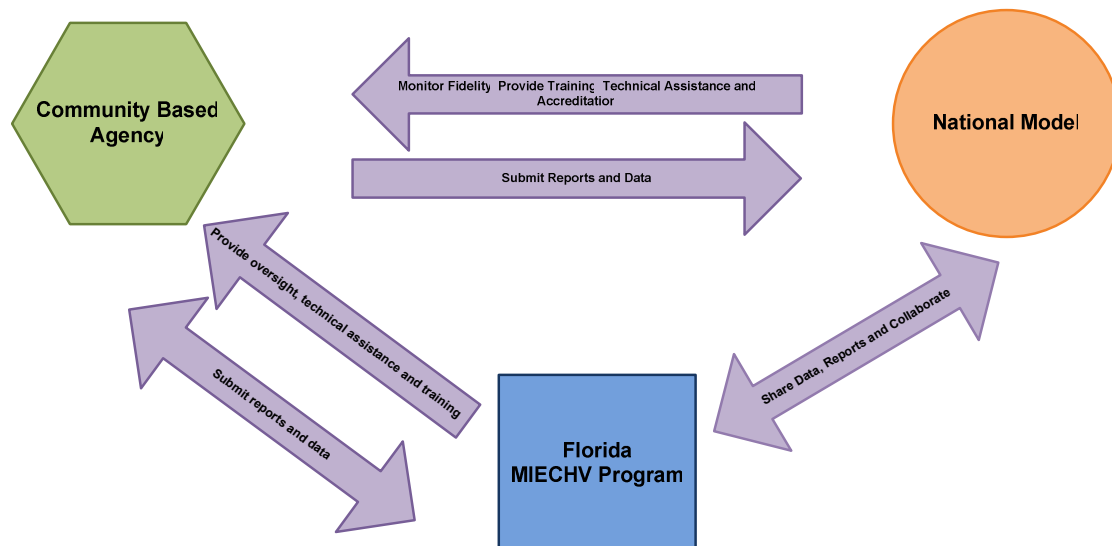 Community Based
Agency
Monitor Fidelity Provide Training Technical Assistance and
Accreditation
National Model
Submit Reports and Data
Provide oversight, technical assistance and training
Submit reports and data
Share Data, Reports and Collaborate
Florida
MIECHV Program